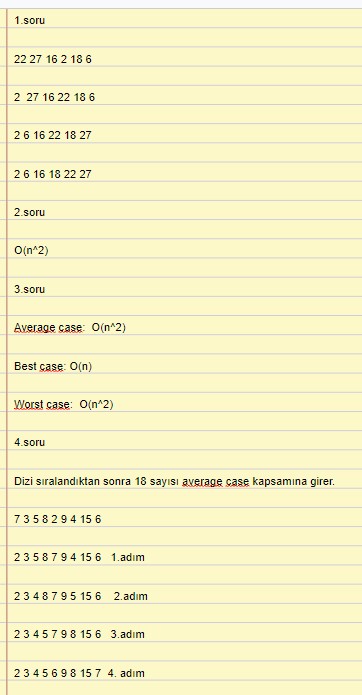 1.soru
22 27 16 2 18 6
2 27 16 22 18 6
2 6 16 22 18 27
2 6 16 18 22 27
2.soru
O(n^2)
3.soru
Average case: O(n^2)
Best case: O(n)
Worst case: O(n^2)
4.soru
Dizi sıralandıktan sonra 18 sayısı average case kapsamına girer.
7 3 5 8 2 9 4 15 6
2 3 5 8 7 9 4 15 6 1.adım
2 3 4 8 7 9 5 15 6 2.adım
2 3 4 5 7 9 8 15 6 3.adım
2 3 4 5 6 9 8 15 7 4. adım